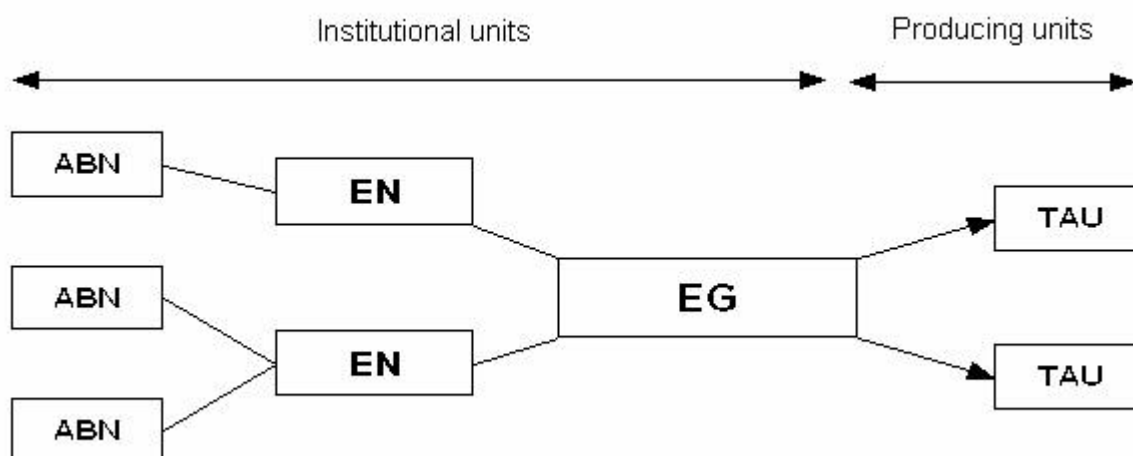 Institutional units
Producing units
ABN
EN
TAU
ABN
EG
EN
TAU
ABN